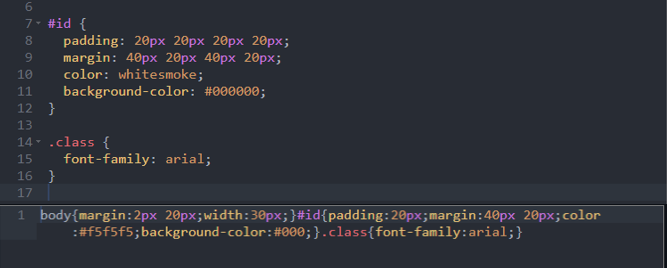 6
7 #id {
8 padding: 20px 20px 20px 20px;
9 margin: 40px 20px 40px 20px;
10 color: whitesmoke;
11 background-color: #000000;
12 }
13
14 .class {
15 font-family: arial;
16 }
17
1 body{margin:2px 20px;width:30px;}#id{padding:20px;margin:40px 20px;color
:#f5f5f5;background-color:#000;}.class{font-family:arial;}